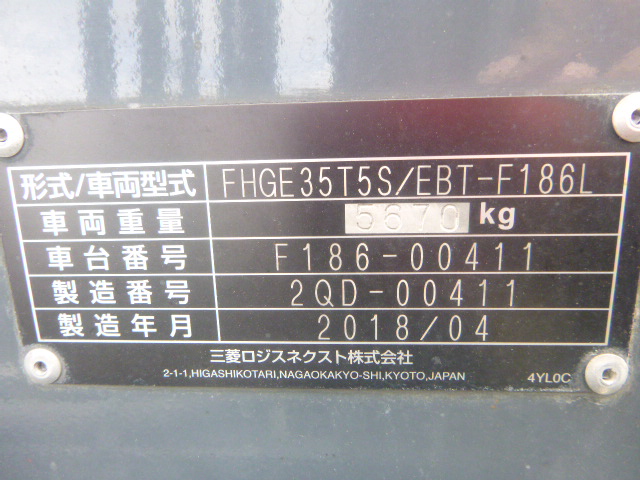 形式/車両型式 FHGE35T5S/EBT-F186L
車両重量 5670 kg
車台番号 F186-00411
製造番号 2QD-00411
製造年月 2018/04
三菱ロジスネクスト株式会社
2-1-1,HIGASHIKOTARI,NAGAOKAKYO-SHI,KYOTO,JAPAN 4YL0C